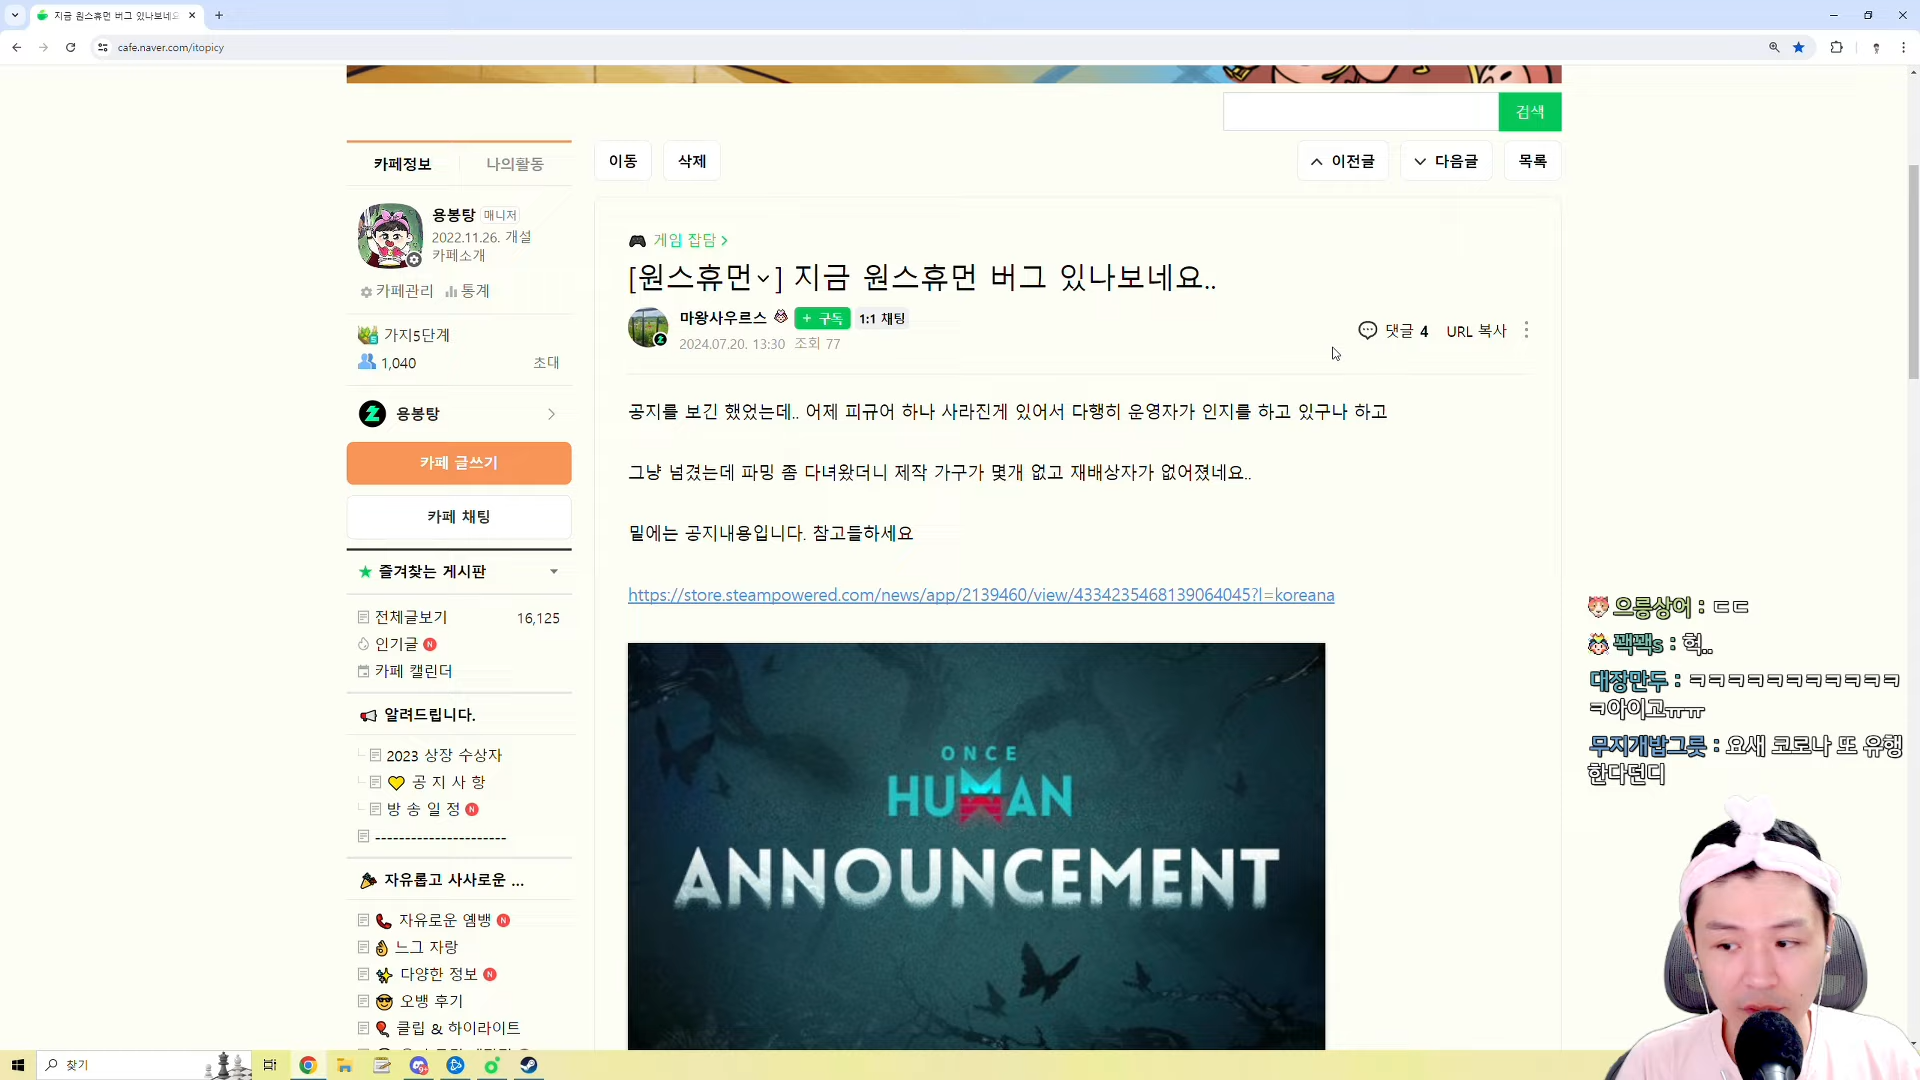 지금 원스휴먼 버그 있나보네요
cafe.naver.com/itopicy
검색
카페정보
나의활동
이동
삭제
이전글
다음글
목록
용봉탕 매니저
2022.11.26. 개설
카페소개
카페관리 통계
가지5단계
1,040
초대
용봉탕
카페 글쓰기
카페 채팅
즐겨찾는 게시판
전체글보기
16,125
인기글 N
카페 캘린더
알려드립니다.
2023 상장 수상자
공 지 사 항
방 송 일 정 N
----------------------
자유롭고 사사로운 ...
자유로운 옘뱅 N
느그 자랑
다양한 정보 N
오뱅 후기
클립 & 하이라이트
게임 잡담 >
[원스휴먼] 지금 원스휴먼 버그 있나보네요..
마왕사우르스
+ 구독
1:1 채팅
2024.07.20. 13:30 조회 77
댓글 4
URL 복사
공지를 보긴 했었는데.. 어제 피규어 하나 사라진게 있어서 다행히 운영자가 인지를 하고 있구나 하고
그냥 넘겼는데 파밍 좀 다녀왔더니 제작 가구가 몇개 없고 재배상자가 없어졌네요..
밑에는 공지내용입니다. 참고들하세요
https://store.steampowered.com/news/app/2139460/view/4334235468139064045?l=koreana
ONCE
HUMAN
ANNOUNCEMENT
으릉상어 : ㄷㄷ
꽥꽥s : 헉..
대장만두 : ㅋㅋㅋㅋㅋㅋㅋㅋㅋㅋㅋ
ㅋ아이고ㅠㅠ
무지개밥그릇 : 요새 코로나 또 유행
한다던디
찾기
9+